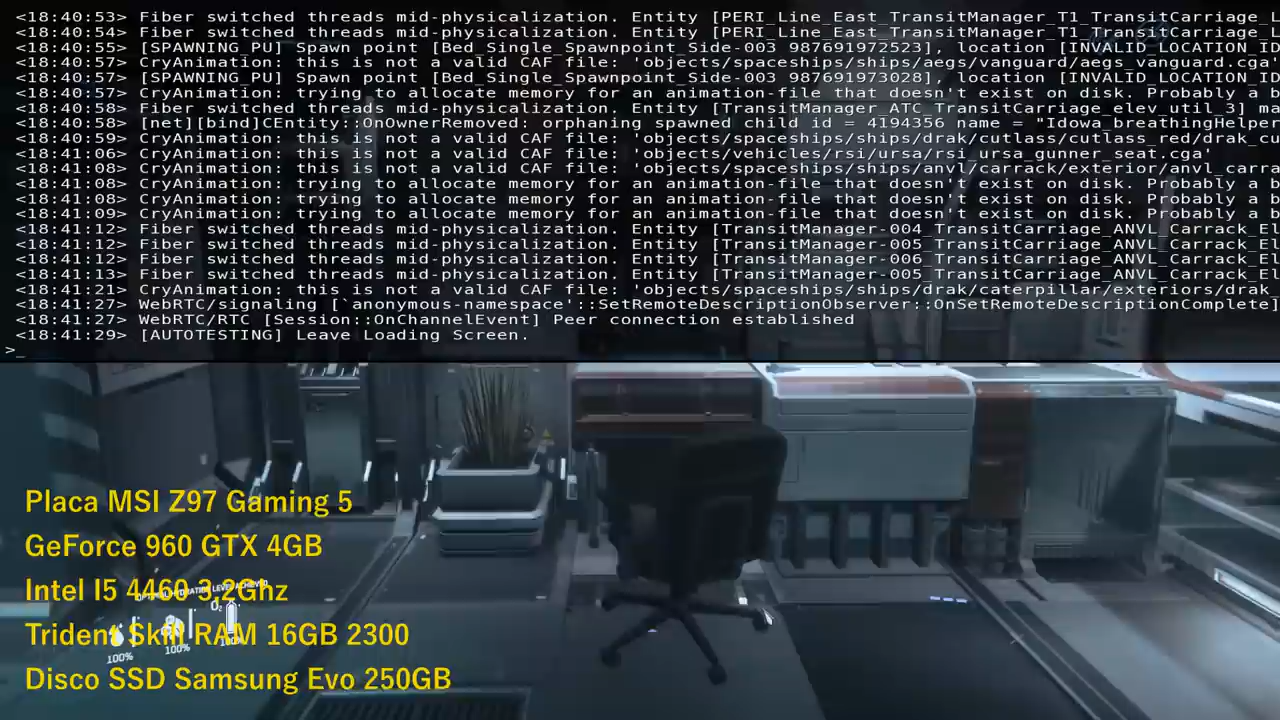 <18:40:53> Fiber switched threads mid-physicalization. Entity [PERI_Line_East_TransitManager_T1_TransitCarriage_L
<18:40:54> Fiber switched threads mid-physicalization. Entity [PERI_Line_East_TransitManager_T1_TransitCarriage_L
<18:40:55> [SPAWNING_PU] Spawn point [Bed_Single_Spawnpoint_Side-003 987691972523], location [INVALID_LOCATION_ID
<18:40:57> CryAnimation: this is not a valid CAF file: 'objects/spaceships/ships/aegs/vanguard/aegs_vanguard.cga'
<18:40:57> [SPAWNING_PU] Spawn point [Bed_Single_Spawnpoint_Side-003 987691973028], location [INVALID_LOCATION_ID
<18:40:57> CryAnimation: trying to allocate memory for an animation-file that doesn't exist on disk. Probably a b
<18:40:58> Fiber switched threads mid-physicalization. Entity [TransitManager_ATC_TransitCarriage_elev_util_3] ma
<18:40:58> [net][bind]CEntity::OnOwnerRemoved: orphaning spawned child id = 4194356 name = "Idowa_breathingHelper
<18:40:59> CryAnimation: this is not a valid CAF file: 'objects/spaceships/ships/drak/cutlass/cutlass_red/drak_cu
<18:41:06> CryAnimation: this is not a valid CAF file: 'objects/vehicles/rsi/ursa/rsi_ursa_gunner_seat.cga'
<18:41:08> CryAnimation: this is not a valid CAF file: 'objects/spaceships/ships/anvl/carrack/exterior/anvl_carra
<18:41:08> CryAnimation: trying to allocate memory for an animation-file that doesn't exist on disk. Probably a b
<18:41:08> CryAnimation: trying to allocate memory for an animation-file that doesn't exist on disk. Probably a b
<18:41:09> CryAnimation: trying to allocate memory for an animation-file that doesn't exist on disk. Probably a b
<18:41:12> Fiber switched threads mid-physicalization. Entity [TransitManager-004_TransitCarriage_ANVL_Carrack_El
<18:41:12> Fiber switched threads mid-physicalization. Entity [TransitManager-005_TransitCarriage_ANVL_Carrack_El
<18:41:12> Fiber switched threads mid-physicalization. Entity [TransitManager-006_TransitCarriage_ANVL_Carrack_El
<18:41:13> Fiber switched threads mid-physicalization. Entity [TransitManager-005_TransitCarriage_ANVL_Carrack_El
<18:41:21> CryAnimation: this is not a valid CAF file: 'objects/spaceships/ships/drak/caterpillar/exteriors/drak_
<18:41:27> WebRTC/signaling [`anonymous-namespace'::SetRemoteDescriptionObserver::OnSetRemoteDescriptionComplete]
<18:41:27> WebRTC/RTC [Session::OnChannelEvent] Peer connection established
<18:41:29> [AUTOTESTING] Leave Loading Screen.
>_
Placa MSI Z97 Gaming 5
GeForce 960 GTX 4GB
Intel I5 4460 3,2Ghz
Trident Skill RAM 16GB 2300
100% 100% 100%
Disco SSD Samsung Evo 250GB